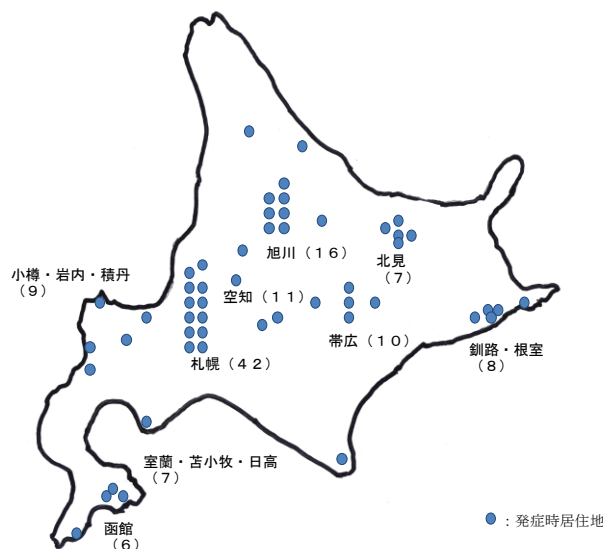 旭川（１６）
北見
（７）
小樽・岩内・積丹
（９）
空知（１１）
帯広（１０）
釧路・根室
（８）
札幌（４２）
室蘭・苫小牧・日高
（７）
函館
（６）
：発症時居住地